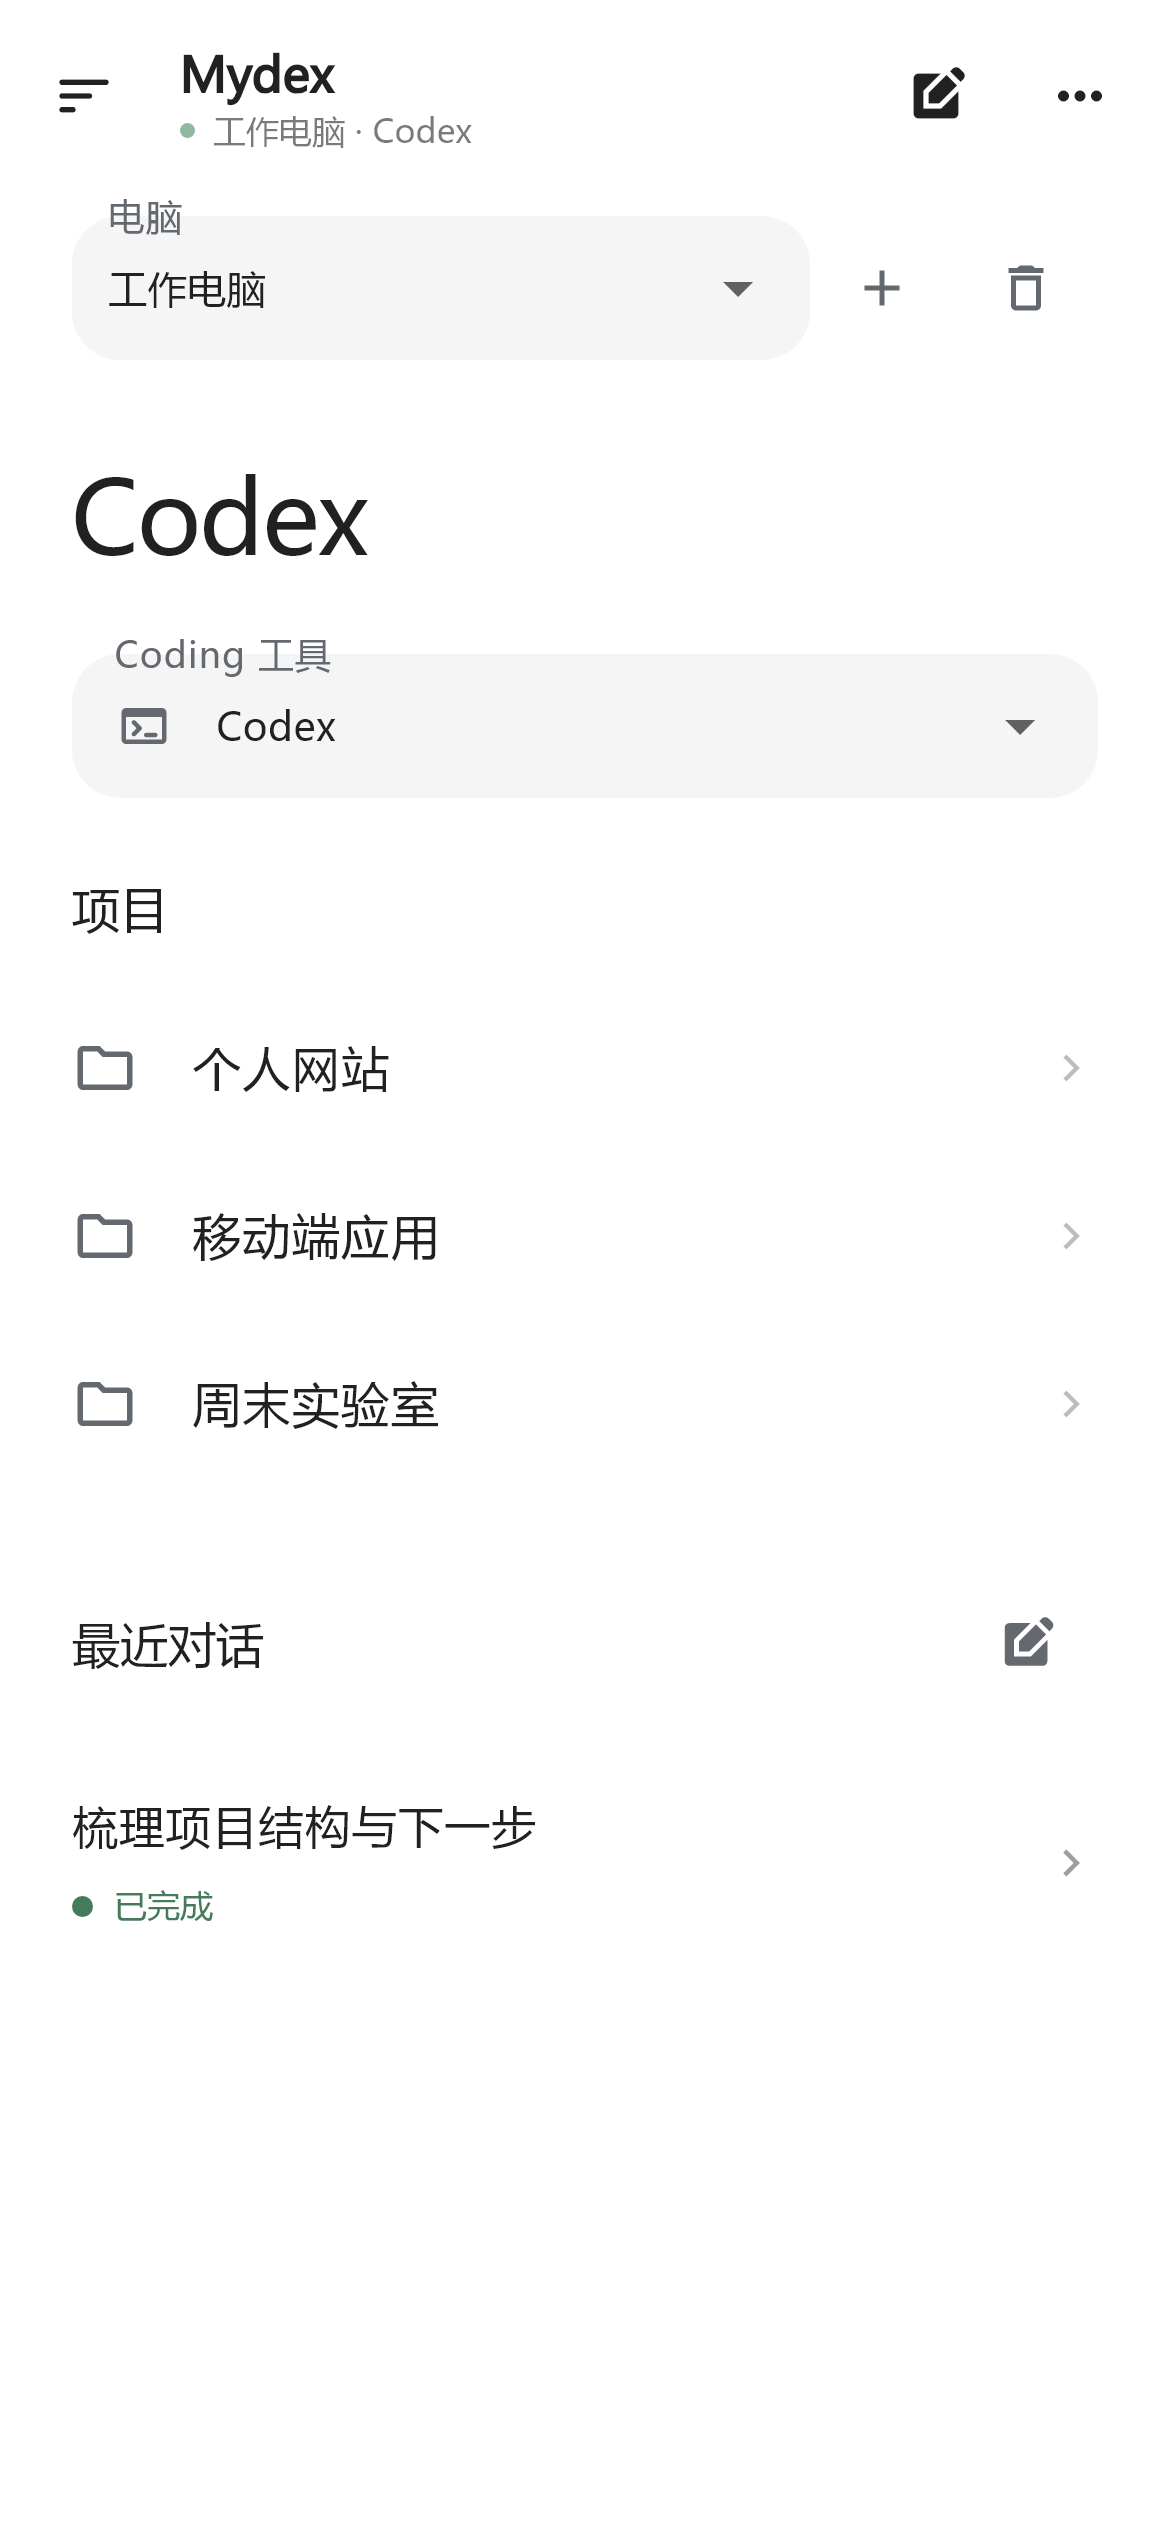 Mydex
工作电脑 · Codex
电脑
工作电脑
Codex
Coding 工具
Codex
项目
个人网站
移动端应用
周末实验室
最近对话
梳理项目结构与下一步
已完成